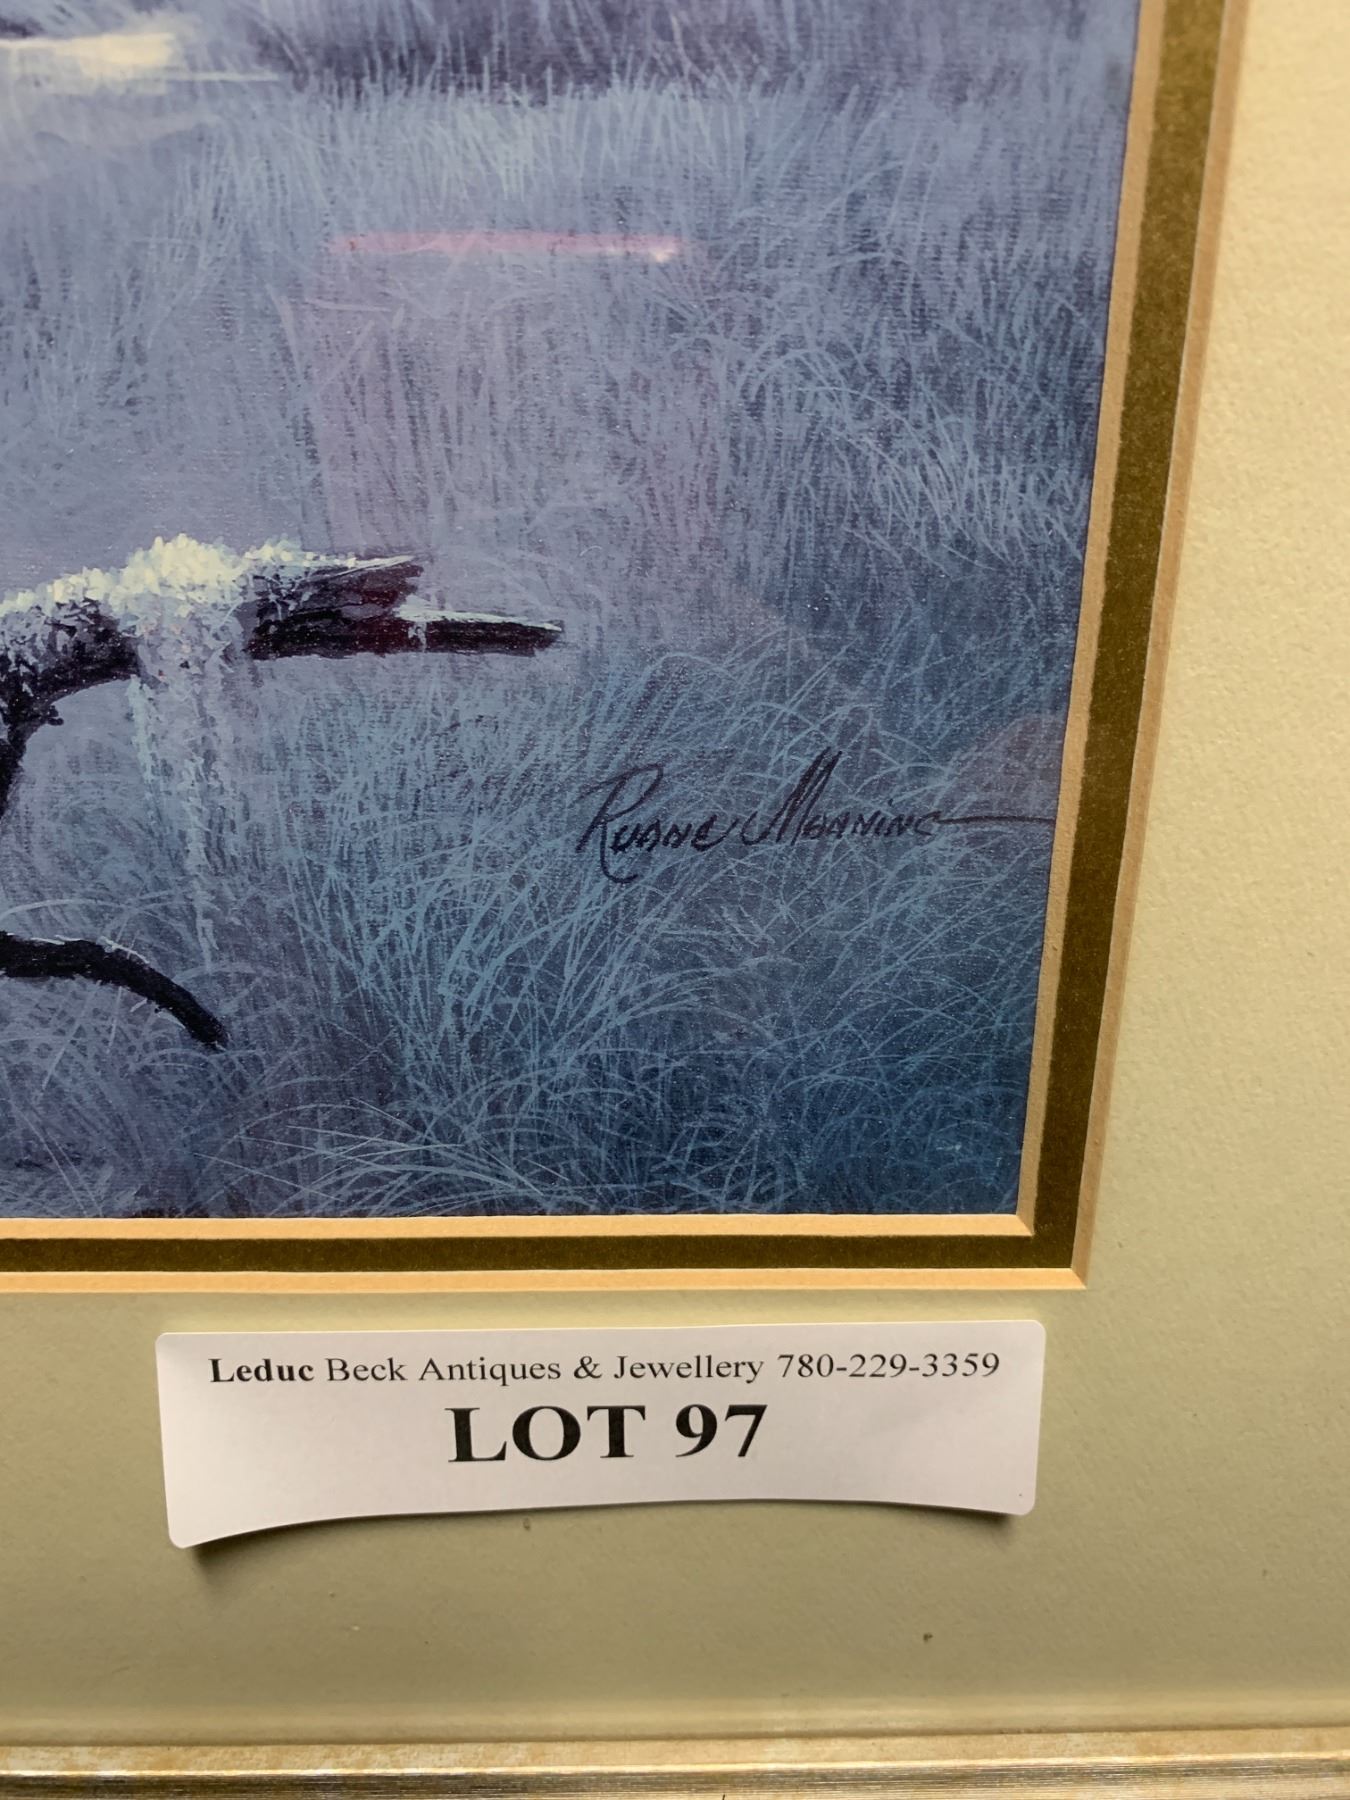 Ruane Manning
Leduc Beck Antiques & Jewellery 780-229-3359
LOT 97